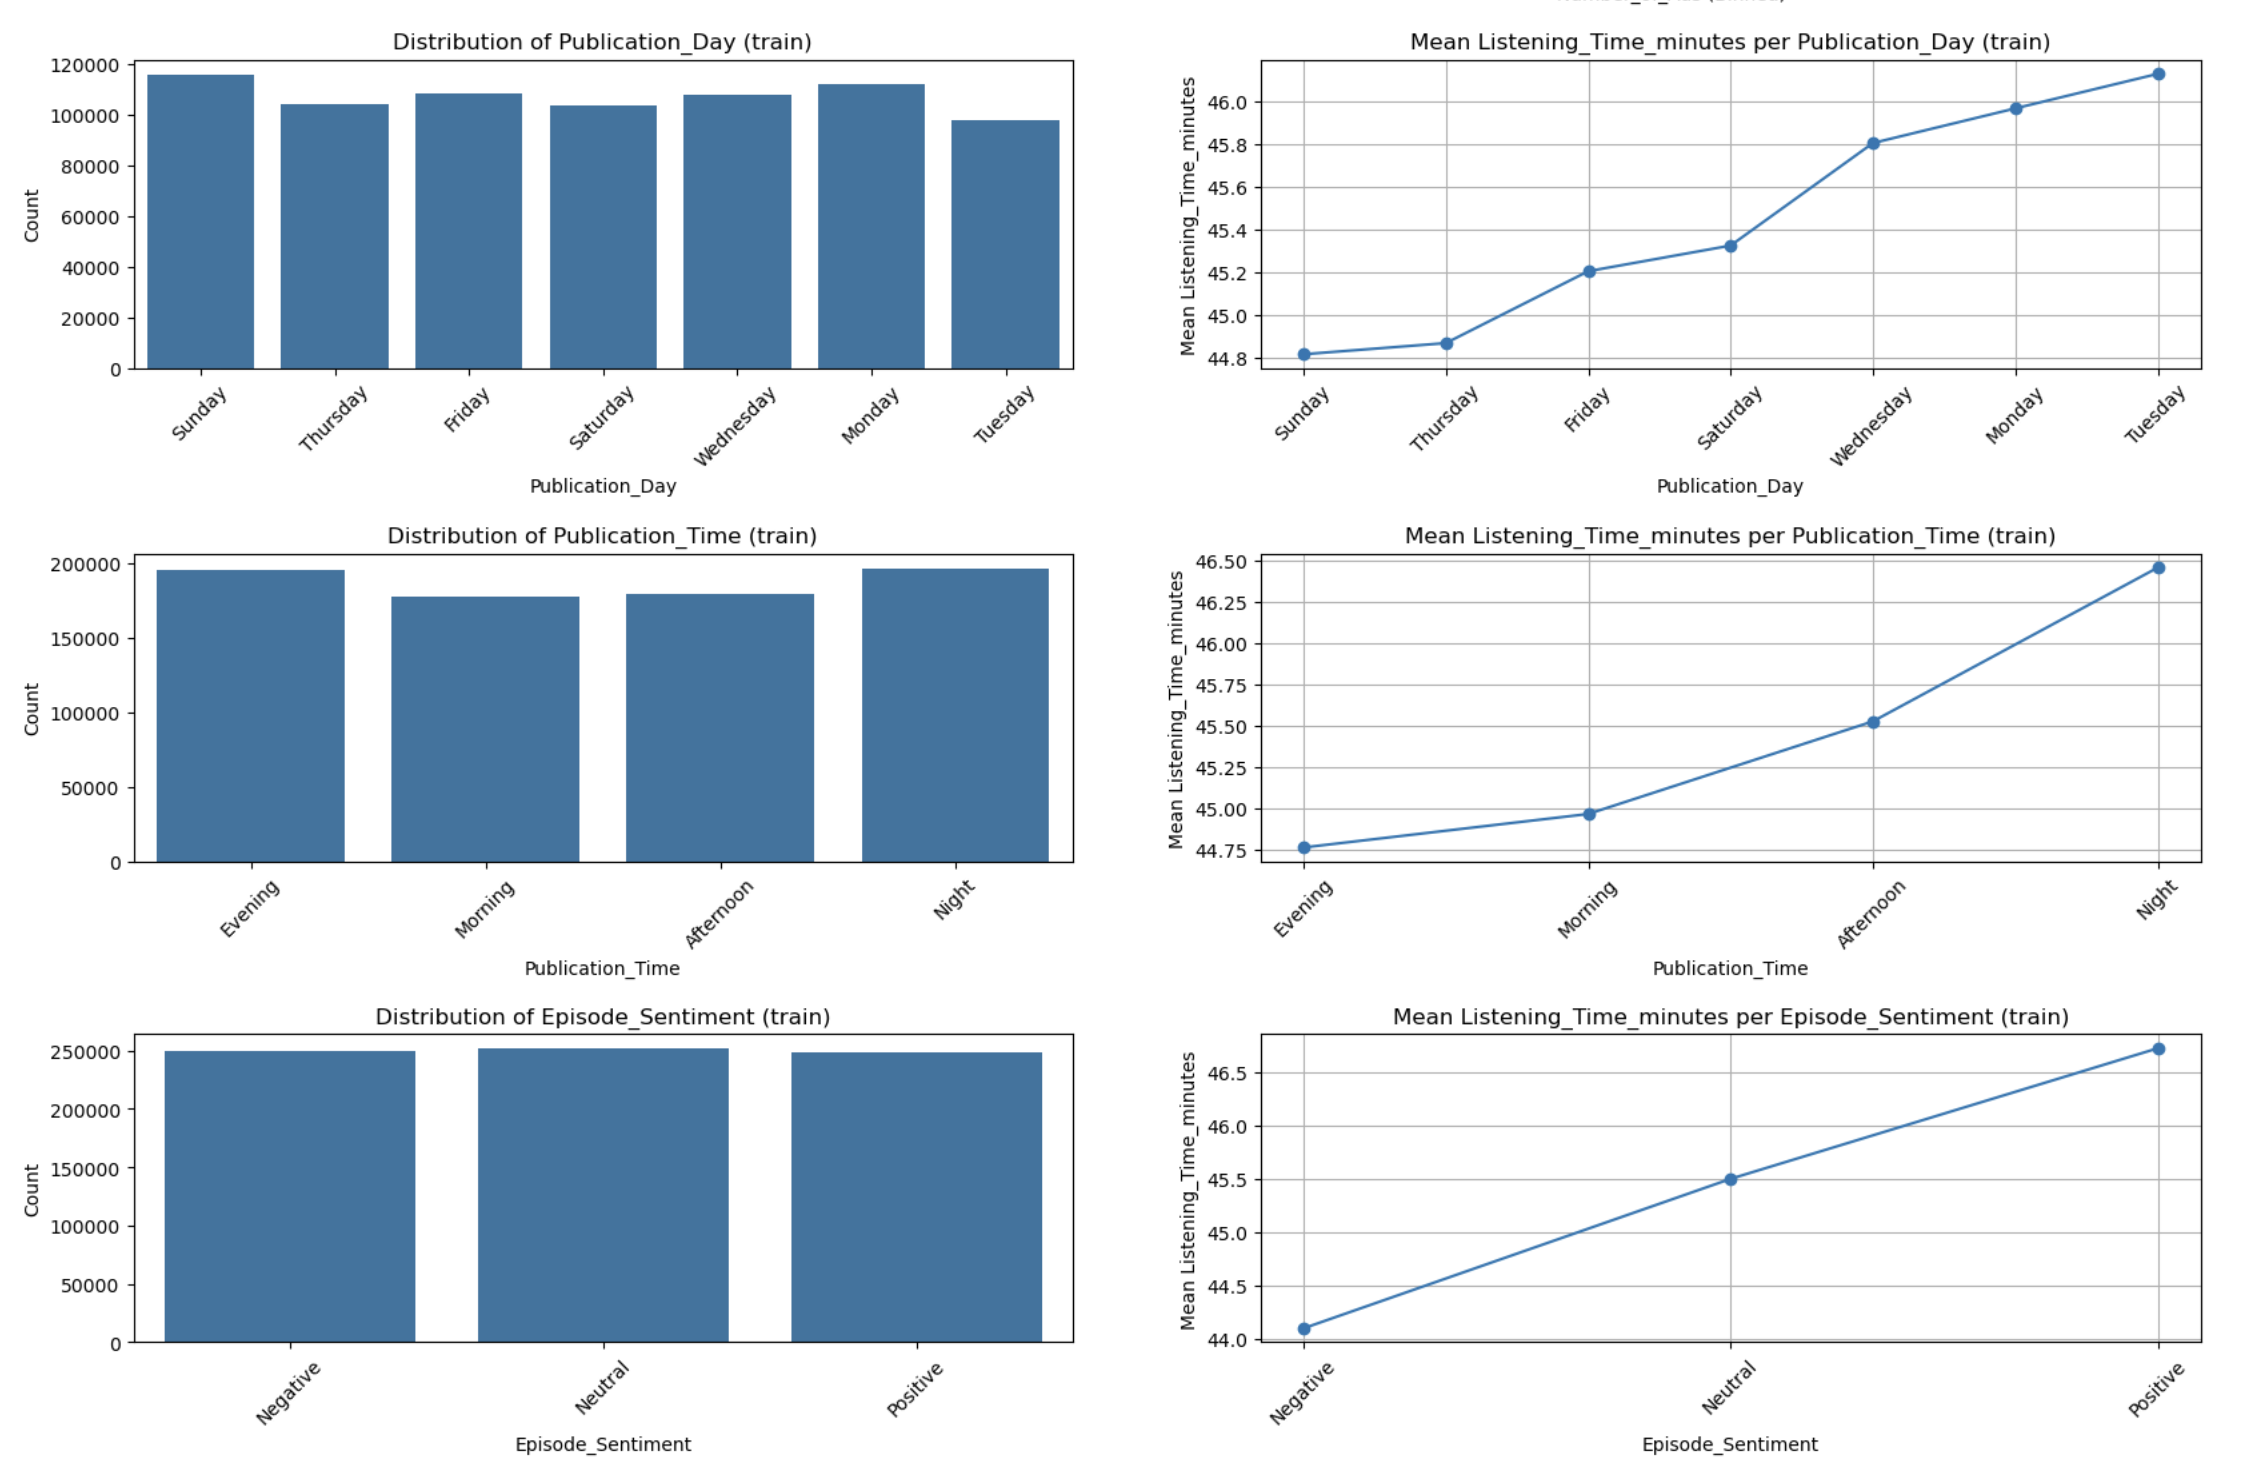 Distribution of Publication_Day (train)
120000
100000
80000
60000
40000
20000
0
Count
Sunday
Thursday
Friday
Saturday
Wednesday
Monday
Tuesday
Publication_Day
Mean Listening_Time_minutes per Publication_Day (train)
46.0
45.8
45.6
45.4
45.2
45.0
44.8
Mean Listening_Time_minutes
Sunday
Thursday
Friday
Saturday
Wednesday
Monday
Tuesday
Publication_Day
Distribution of Publication_Time (train)
200000
150000
100000
50000
0
Count
Evening
Morning
Afternoon
Night
Publication_Time
Mean Listening_Time_minutes per Publication_Time (train)
46.50
46.25
46.00
45.75
45.50
45.25
45.00
44.75
Mean Listening_Time_minutes
Evening
Morning
Afternoon
Night
Publication_Time
Distribution of Episode_Sentiment (train)
250000
200000
150000
100000
50000
0
Count
Negative
Neutral
Positive
Episode_Sentiment
Mean Listening_Time_minutes per Episode_Sentiment (train)
46.5
46.0
45.5
45.0
44.5
44.0
Mean Listening_Time_minutes
Negative
Neutral
Positive
Episode_Sentiment